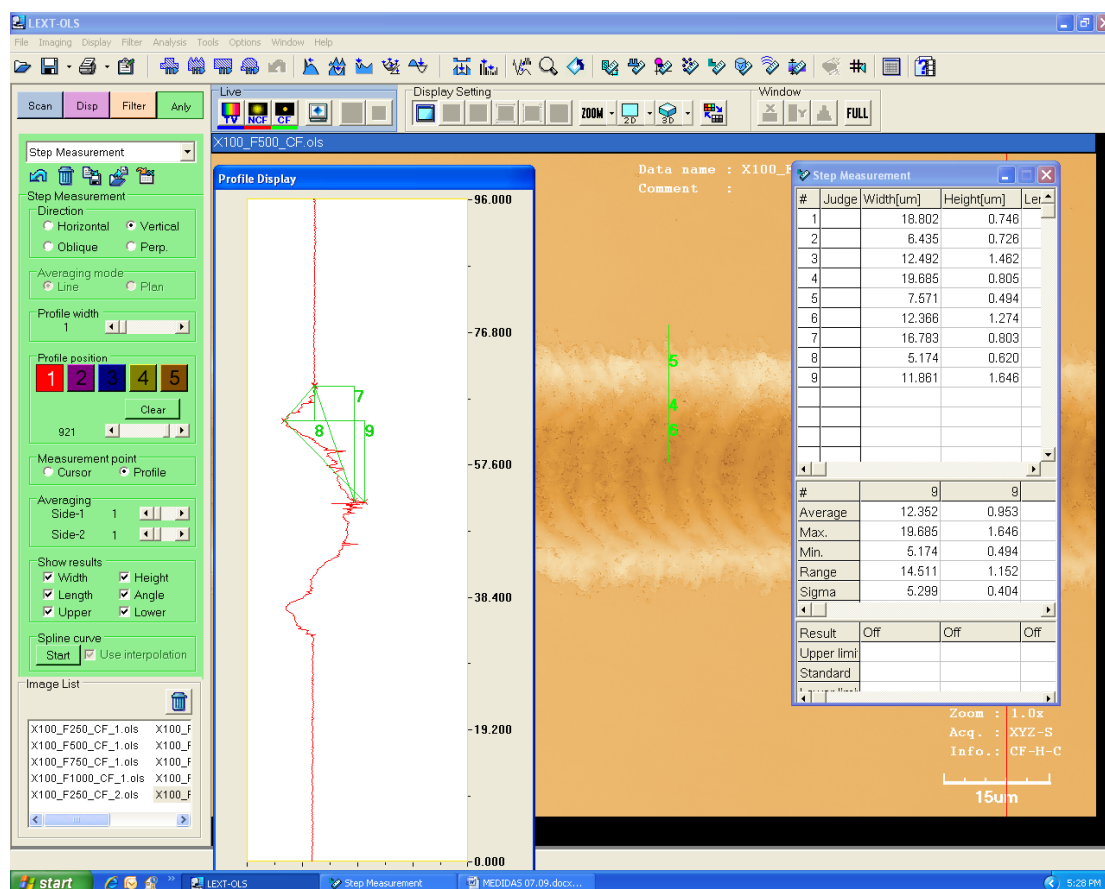 LEXT-OLS
File Imaging Display Filter Analysis Tools Options Window Help
Scan Disp Filter Anly
Live
TV NCF CF
Display Setting
ZOOM 2D 3D
Window
FULL
Step Measurement
Step Measurement
Direction
Horizontal Vertical
Oblique Perp.
Averaging mode
Line Plan
Profile width
1
Profile position
1 2 3 4 5
Clear
921
Measurement point
Cursor Profile
Averaging
Side-1 1
Side-2 1
Show results
Width Height
Length Angle
Upper Lower
Spline curve
Start Use interpolation
Image List
X100_F250_CF_1.ols X100_F
X100_F500_CF_1.ols X100_F
X100_F750_CF_1.ols X100_F
X100_F1000_CF_1.ols X100_F
X100_F250_CF_2.ols X100_F
X100_F500_CF.ols
Profile Display
96.000
76.800
57.600
38.400
19.200
0.000
7
8 9
Data name : X100_F
Comment :
5
4
6
Step Measurement
# Judge Width[um] Height[um] Ler
1 18.802 0.746
2 6.435 0.726
3 12.492 1.462
4 19.685 0.805
5 7.571 0.494
6 12.366 1.274
7 16.783 0.803
8 5.174 0.620
9 11.861 1.646
# 9 9
Average 12.352 0.953
Max. 19.685 1.646
Min. 5.174 0.494
Range 14.511 1.152
Sigma 5.299 0.404
Result Off Off Off
Upper limi
Standard
Zoom : 1.0x
Acq. : XYZ-S
Info.: CF-H-C
15um
start
LEXT-OLS
Step Measurement
MEDIDAS 07.09.docx...
5:28 PM